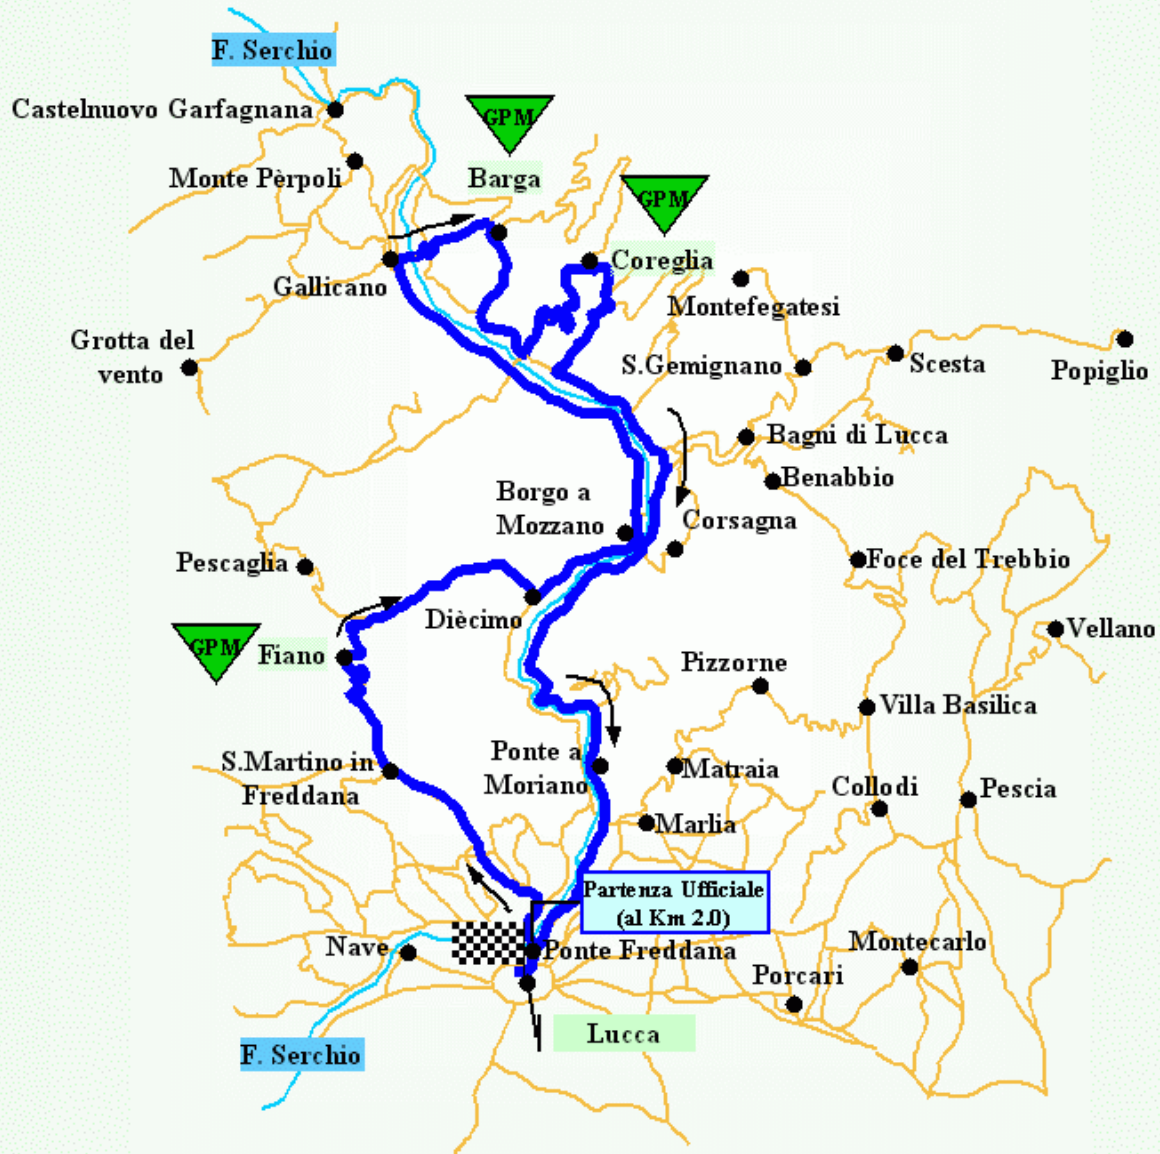 F. Serchio
Castelnuovo Garfagnana
GPM
Monte Pèrpoli
Barga
GPM
Coreglia
Gallicano
Montefegatesi
Grotta del
vento
S.Gemignano
Scesta
Popiglio
Bagni di Lucca
Benabbio
Borgo a
Mozzano
Corsagna
Pescaglia
Foce del Trebbio
Diècimo
Vellano
GPM
Fiano
Pizzorne
Villa Basilica
S.Martino in
Freddana
Ponte a
Moriano
Matraia
Collodi
Pescia
Marlia
Partenza Ufficiale
(al Km 2.0)
Nave
Ponte Freddana
Montecarlo
Porcari
Lucca
F. Serchio